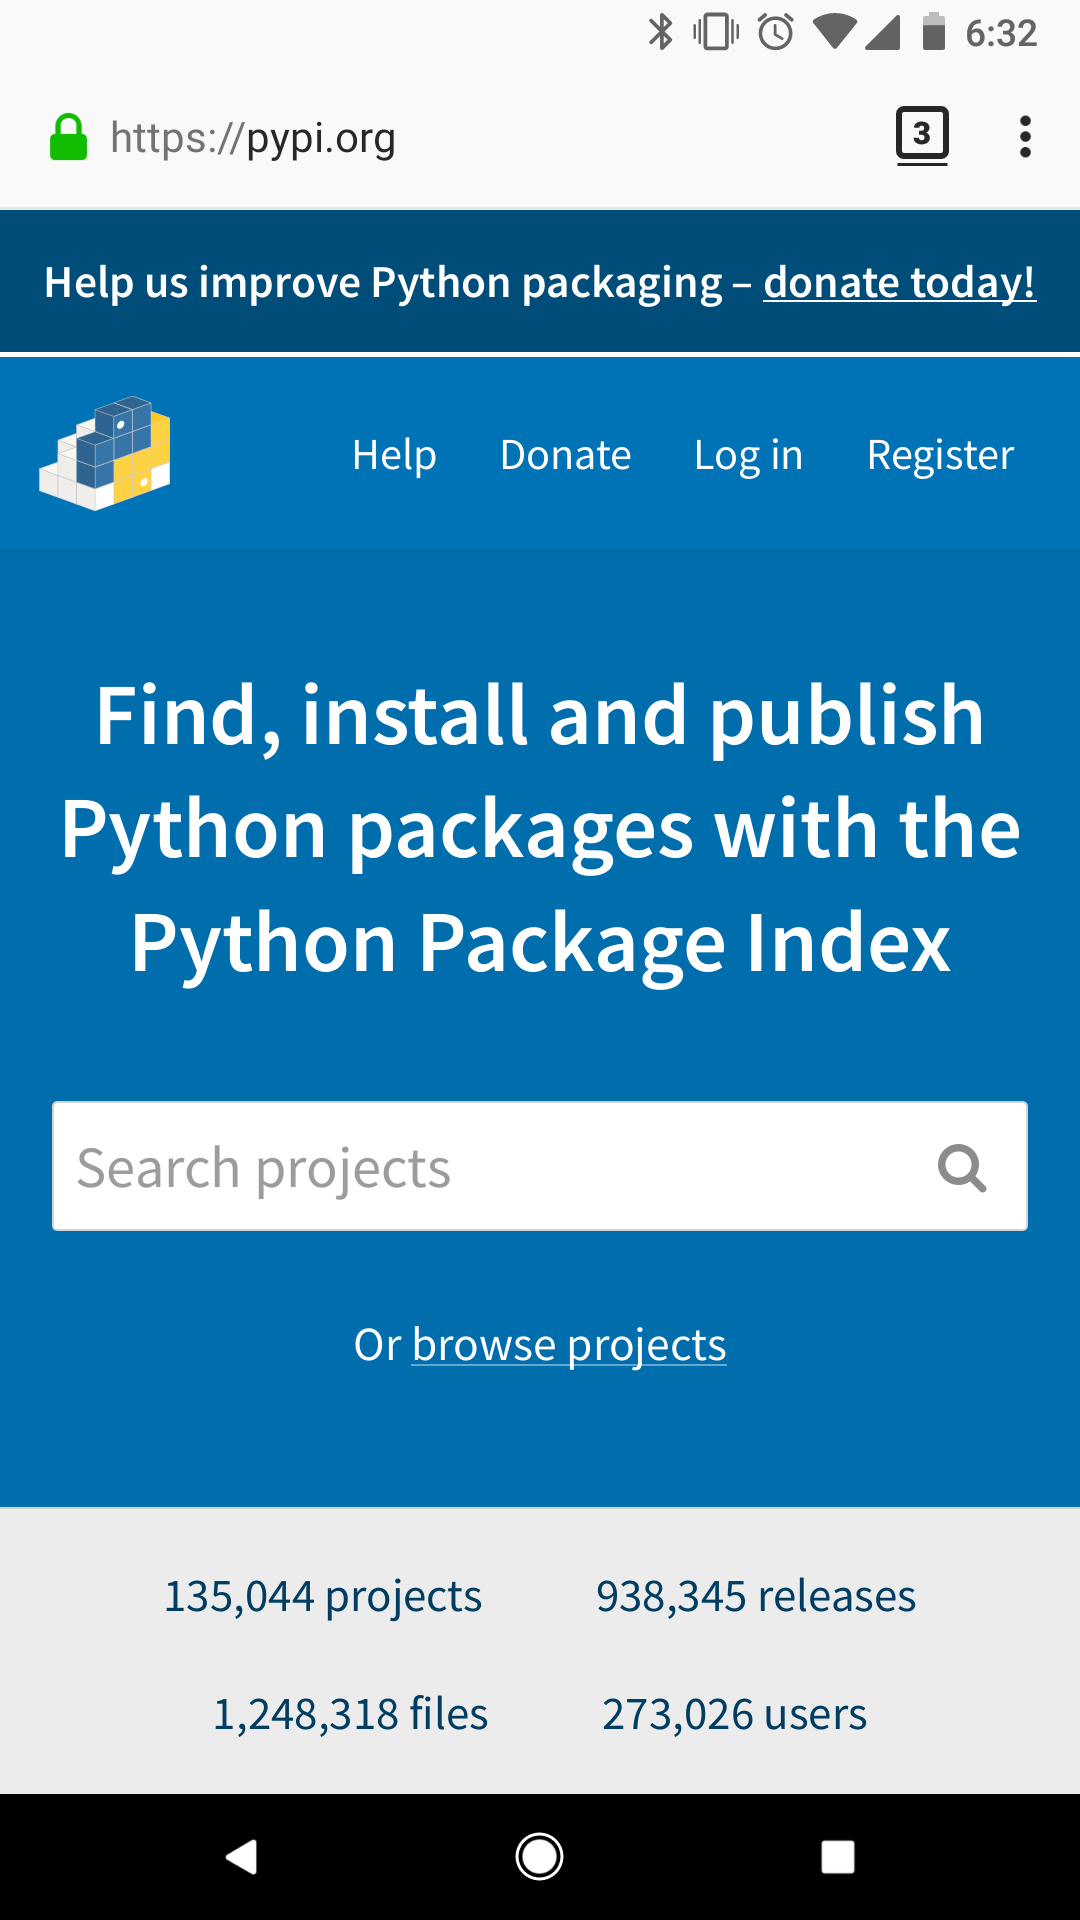 6:32
https://pypi.org
3
Help us improve Python packaging – donate today!
Help Donate Log in Register
Find, install and publish
Python packages with the
Python Package Index
Search projects
Or browse projects
135,044 projects 938,345 releases
1,248,318 files 273,026 users